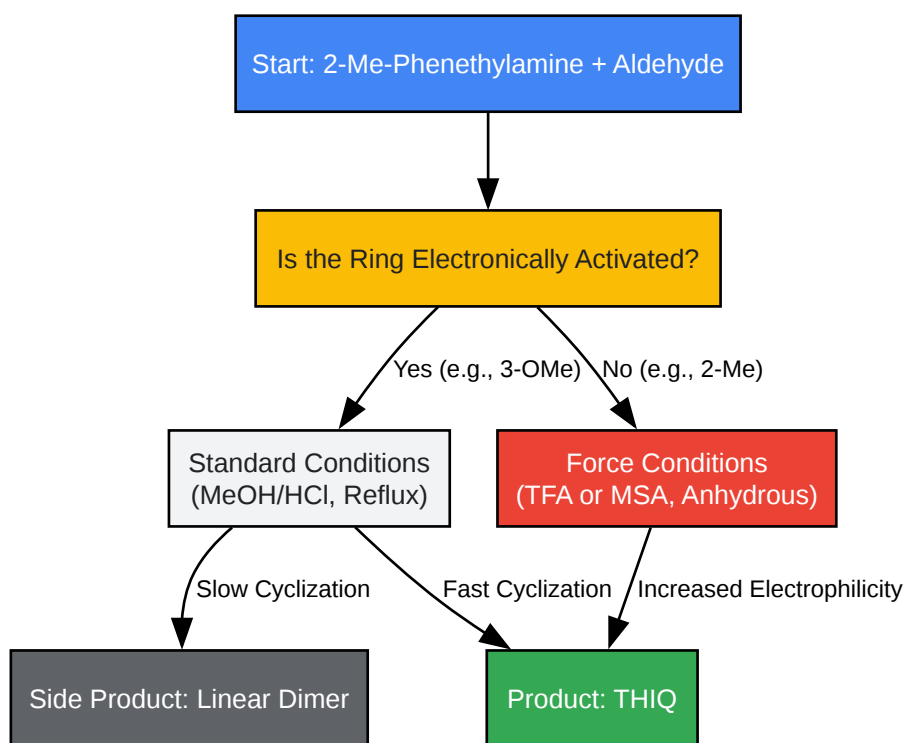 Start: 2-Me-Phenethylamine + Aldehyde
Is the Ring Electronically Activated?
Yes (e.g., 3-OMe)
No (e.g., 2-Me)
Standard Conditions
(MeOH/HCl, Reflux)
Force Conditions
(TFA or MSA, Anhydrous)
Slow Cyclization
Fast Cyclization
Increased Electrophilicity
Side Product: Linear Dimer
Product: THIQ